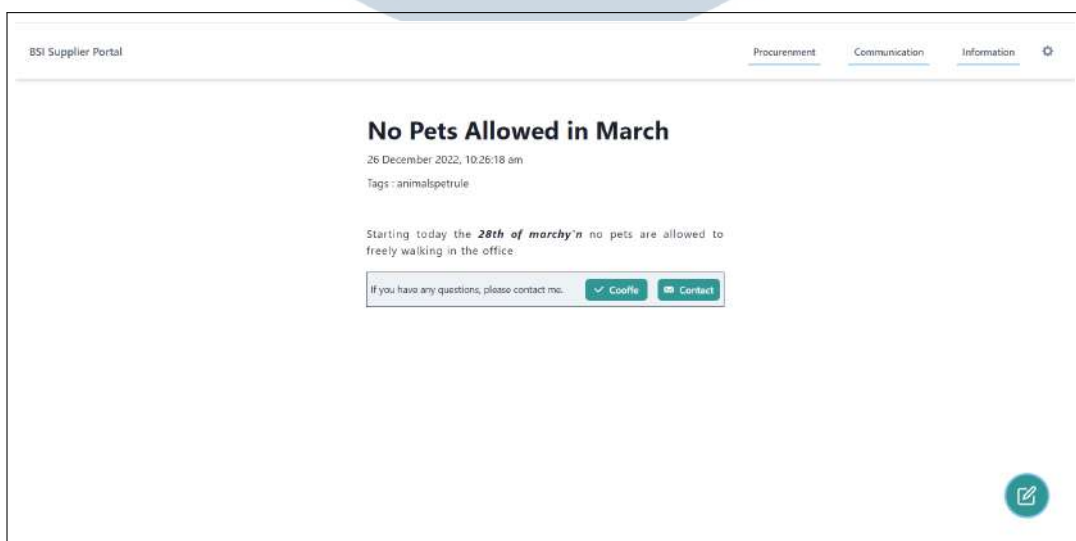 BSI Supplier Portal
Procurenment
Communication
Information
No Pets Allowed in March
26 December 2022, 10:26:18 am
Tags : animalspetrule
Starting today the 28th of marchy'n no pets are allowed to
freely walking in the office
If you have any questions, please contact me.
Cooffe
Contact